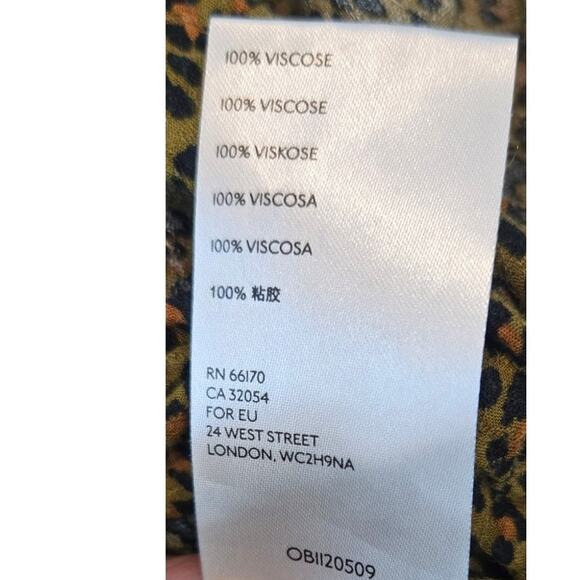 100% VISCOSE
100% VISCOSE
100% VISKOSE
100% VISCOSA
100% VISCOSA
100% 粘胶
RN 66170
CA 32054
FOR EU
24 WEST STREET
LONDON, WC2H9NA
OB1120509